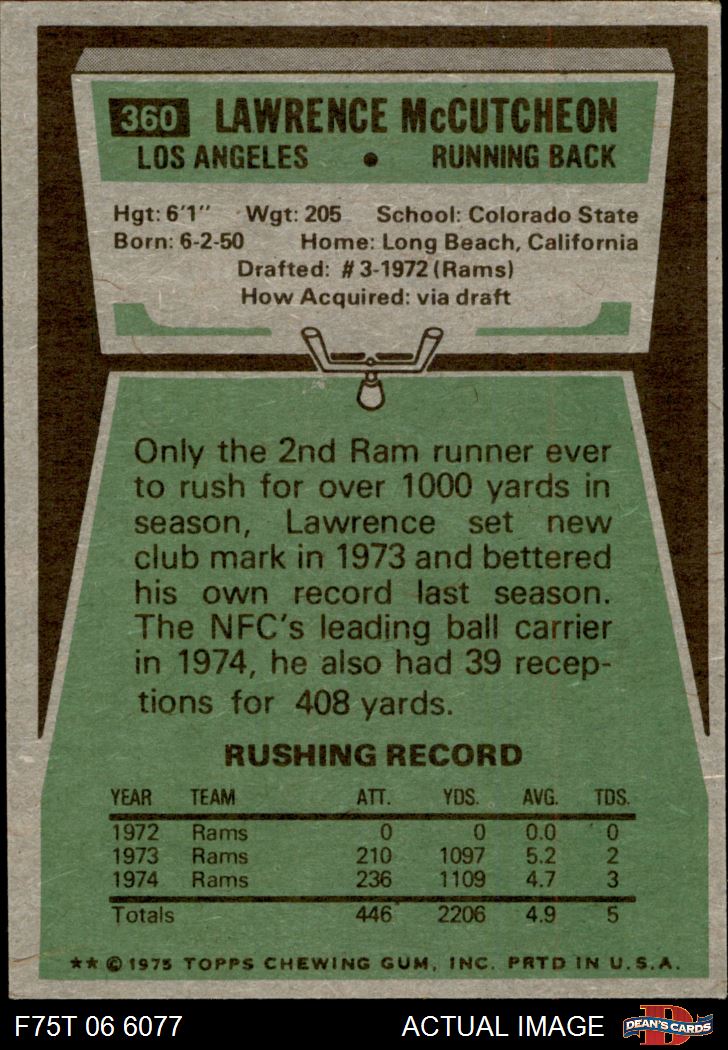 360 LAWRENCE McCUTCHEON
LOS ANGELES • RUNNING BACK
Hgt: 6'1" Wgt: 205 School: Colorado State
Born: 6-2-50 Home: Long Beach, California
Drafted: #3-1972 (Rams)
How Acquired: via draft
Only the 2nd Ram runner ever
to rush for over 1000 yards in
season, Lawrence set new
club mark in 1973 and bettered
his own record last season.
The NFC's leading ball carrier
in 1974, he also had 39 recep-
tions for 408 yards.
RUSHING RECORD
YEAR TEAM ATT. YDS. AVG. TDS.
1972 Rams 0 0 0.0 0
1973 Rams 210 1097 5.2 2
1974 Rams 236 1109 4.7 3
Totals 446 2206 4.9 5
** © 1975 TOPPS CHEWING GUM, INC. PRTD IN U.S.A.
F75T 06 6077 ACTUAL IMAGE D DEAN'S CARDS